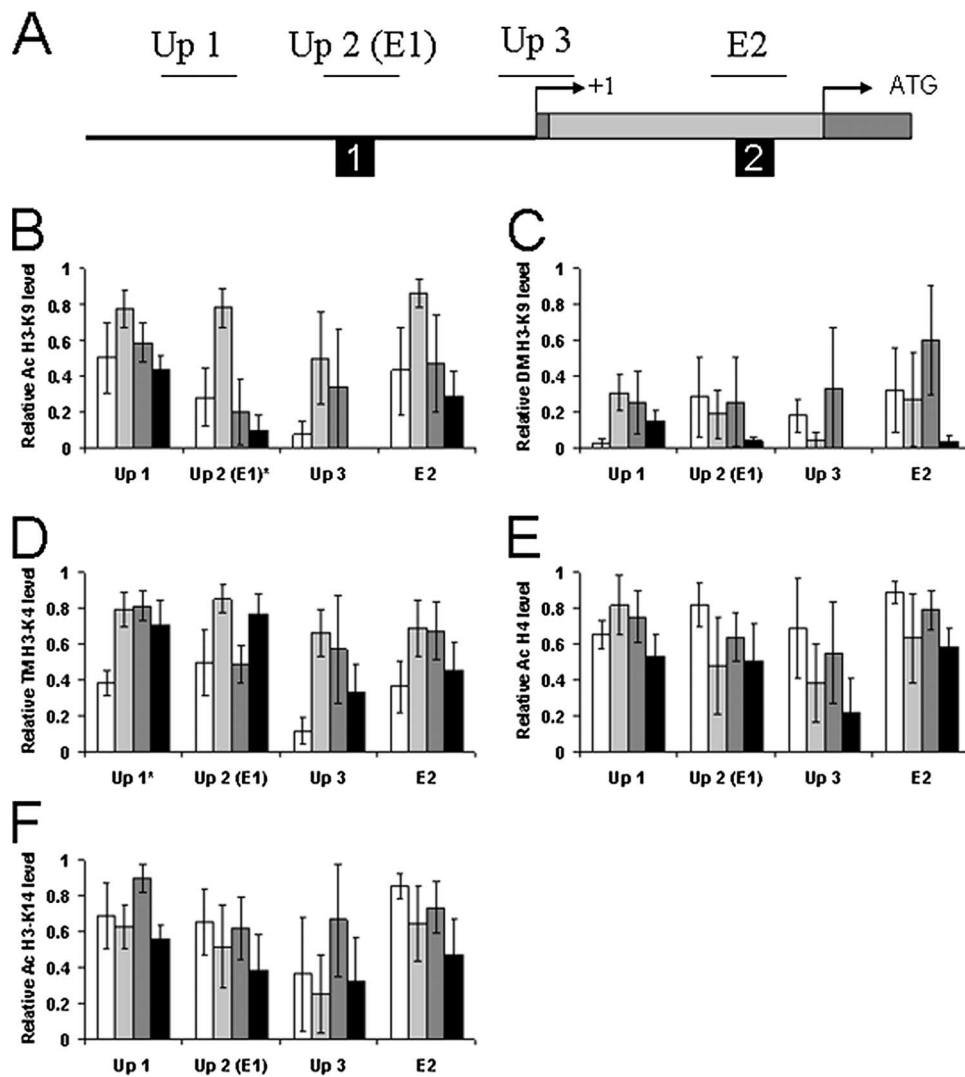 A
Up 1
Up 2 (E1)
Up 3
E2
+1
ATG
1
2
B
Relative Ac H3-K9 level
1
0.8
0.6
0.4
0.2
0
Up 1
Up 2 (E1)*
Up 3
E2
C
Relative DM H3-K9 level
1
0.8
0.6
0.4
0.2
0
Up 1
Up 2 (E1)
Up 3
E2
D
Relative TM H3-K4 level
1
0.8
0.6
0.4
0.2
0
Up 1*
Up 2 (E1)
Up 3
E2
E
Relative Ac H4 level
1
0.8
0.6
0.4
0.2
0
Up 1
Up 2 (E1)
Up 3
E2
F
Relative Ac H3-K14 level
1
0.8
0.6
0.4
0.2
0
Up 1
Up 2 (E1)
Up 3
E2